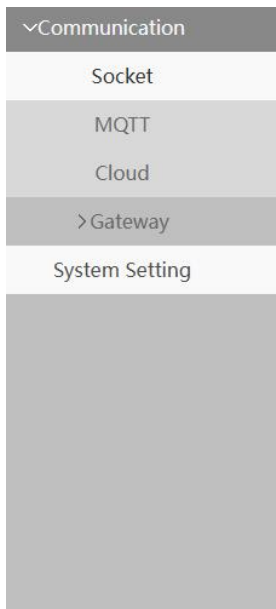 Communication
Socket
MQTT
Cloud
Gateway
System Setting